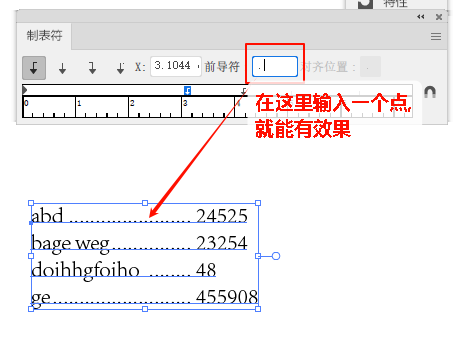 特性
制表符
X: 3.1044 前导符 . 对齐位置: .
0 1 2 3 4
在这里输入一个点,
就能有效果
abd ...................... 24525
bage weg............... 23254
doihhgfoiho ........ 48
ge......................... 455908